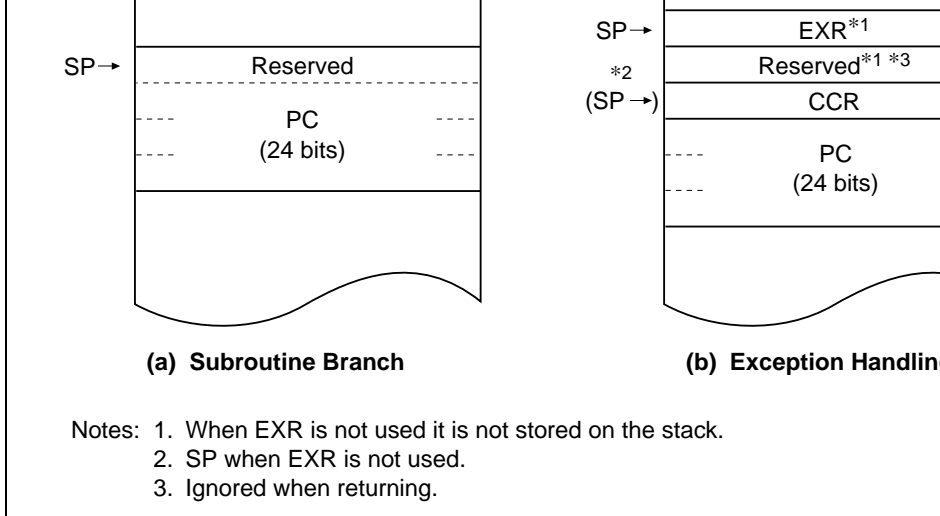 SP→
Reserved
PC
(24 bits)
(a) Subroutine Branch
SP→
EXR*1
Reserved*1 *3
*2
(SP→)
CCR
PC
(24 bits)
(b) Exception Handlin
Notes: 1. When EXR is not used it is not stored on the stack.
2. SP when EXR is not used.
3. Ignored when returning.